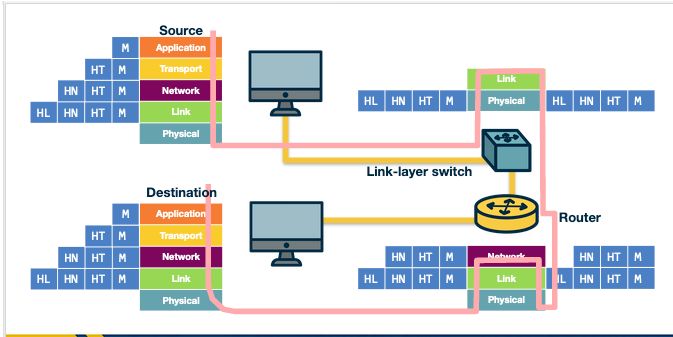 Source
M Application
HT M Transport
HN HT M Network
HL HN HT M Link
Physical
Link
HL HN HT M Physical HL HN HT M
Link-layer switch
Destination
M Application
HT M Transport
HN HT M Network
HL HN HT M Link
Physical
Router
HN HT M Network HN HT M
HL HN HT M Link HL HN HT M
Physical